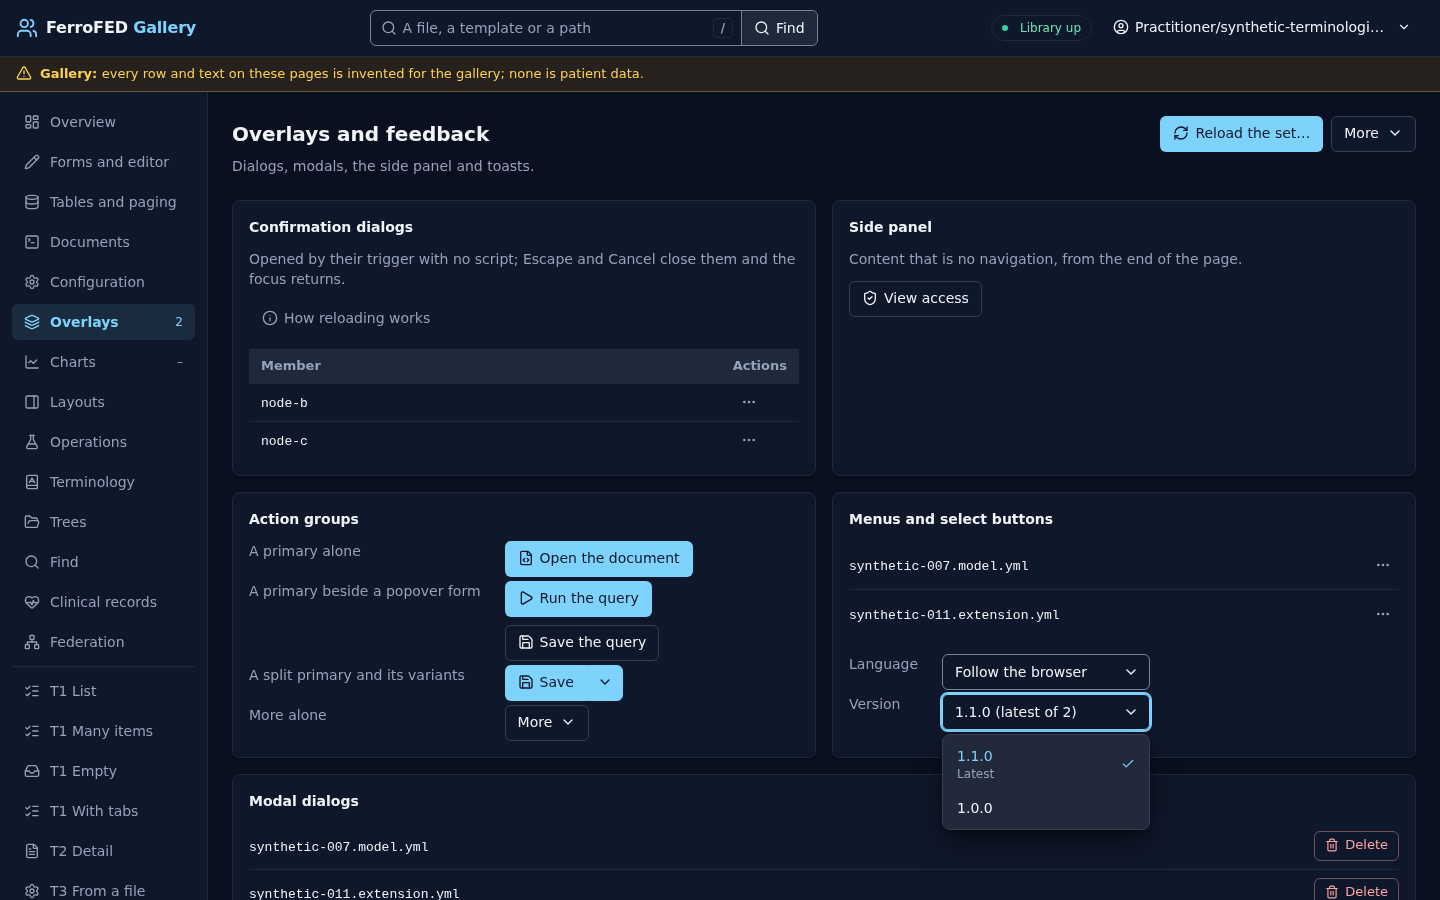 FerroFED Gallery
A file, a template or a path
/
Find
Library up
Practitioner/synthetic-terminologi...
Gallery: every row and text on these pages is invented for the gallery; none is patient data.
Overview
Forms and editor
Tables and paging
Documents
Configuration
Overlays 2
Charts –
Layouts
Operations
Terminology
Trees
Find
Clinical records
Federation
T1 List
T1 Many items
T1 Empty
T1 With tabs
T2 Detail
T3 From a file
Overlays and feedback
Dialogs, modals, the side panel and toasts.
Reload the set...
More
Confirmation dialogs
Opened by their trigger with no script; Escape and Cancel close them and the
focus returns.
How reloading works
Member Actions
node-b
node-c
Side panel
Content that is no navigation, from the end of the page.
View access
Action groups
A primary alone
Open the document
A primary beside a popover form
Run the query
Save the query
A split primary and its variants
Save
More alone
More
Menus and select buttons
synthetic-007.model.yml
synthetic-011.extension.yml
Language
Follow the browser
Version
1.1.0 (latest of 2)
1.1.0
Latest
1.0.0
Modal dialogs
synthetic-007.model.yml
Delete
synthetic-011.extension.yml
Delete